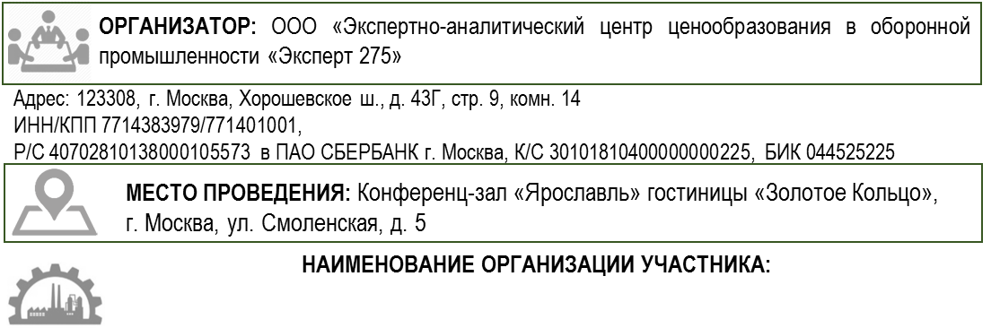 ОРГАНИЗАТОР: ООО «Экспертно-аналитический центр ценообразования в оборонной
промышленности «Эксперт 275»
Адрес: 123308, г. Москва, Хорошевское ш., д. 43Г, стр. 9, комн. 14
ИНН/КПП 7714383979/771401001,
Р/С 40702810138000105573 в ПАО СБЕРБАНК г. Москва, К/С 30101810400000000225, БИК 044525225
МЕСТО ПРОВЕДЕНИЯ: Конференц-зал «Ярославль» гостиницы «Золотое Кольцо»,
г. Москва, ул. Смоленская, д. 5
НАИМЕНОВАНИЕ ОРГАНИЗАЦИИ УЧАСТНИКА: